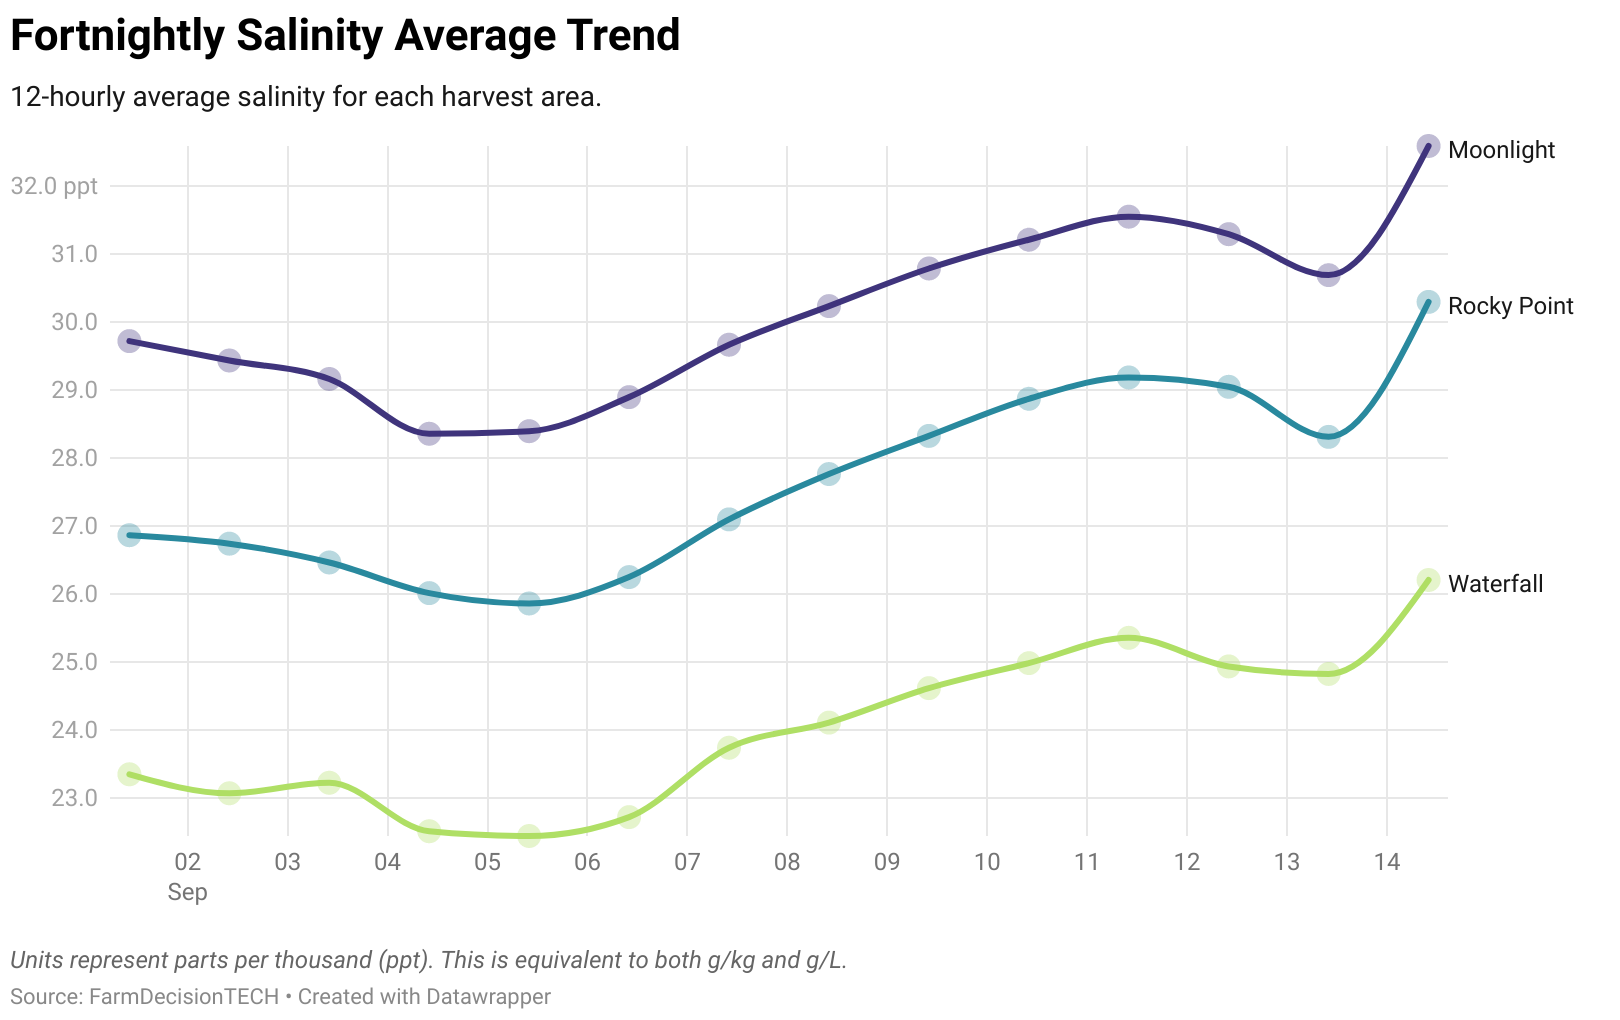 Fortnightly Salinity Average Trend
12-hourly average salinity for each harvest area.
Moonlight
32.0 ppt
31.0
Rocky Point
30.0
29.0
28.0
27.0
Waterfall
26.0
25.0
24.0
23.0
02 03 04 05 06 07 08 09 10 11 12 13 14
Sep
Units represent parts per thousand (ppt). This is equivalent to both g/kg and g/L.
Source: FarmDecisionTECH • Created with Datawrapper